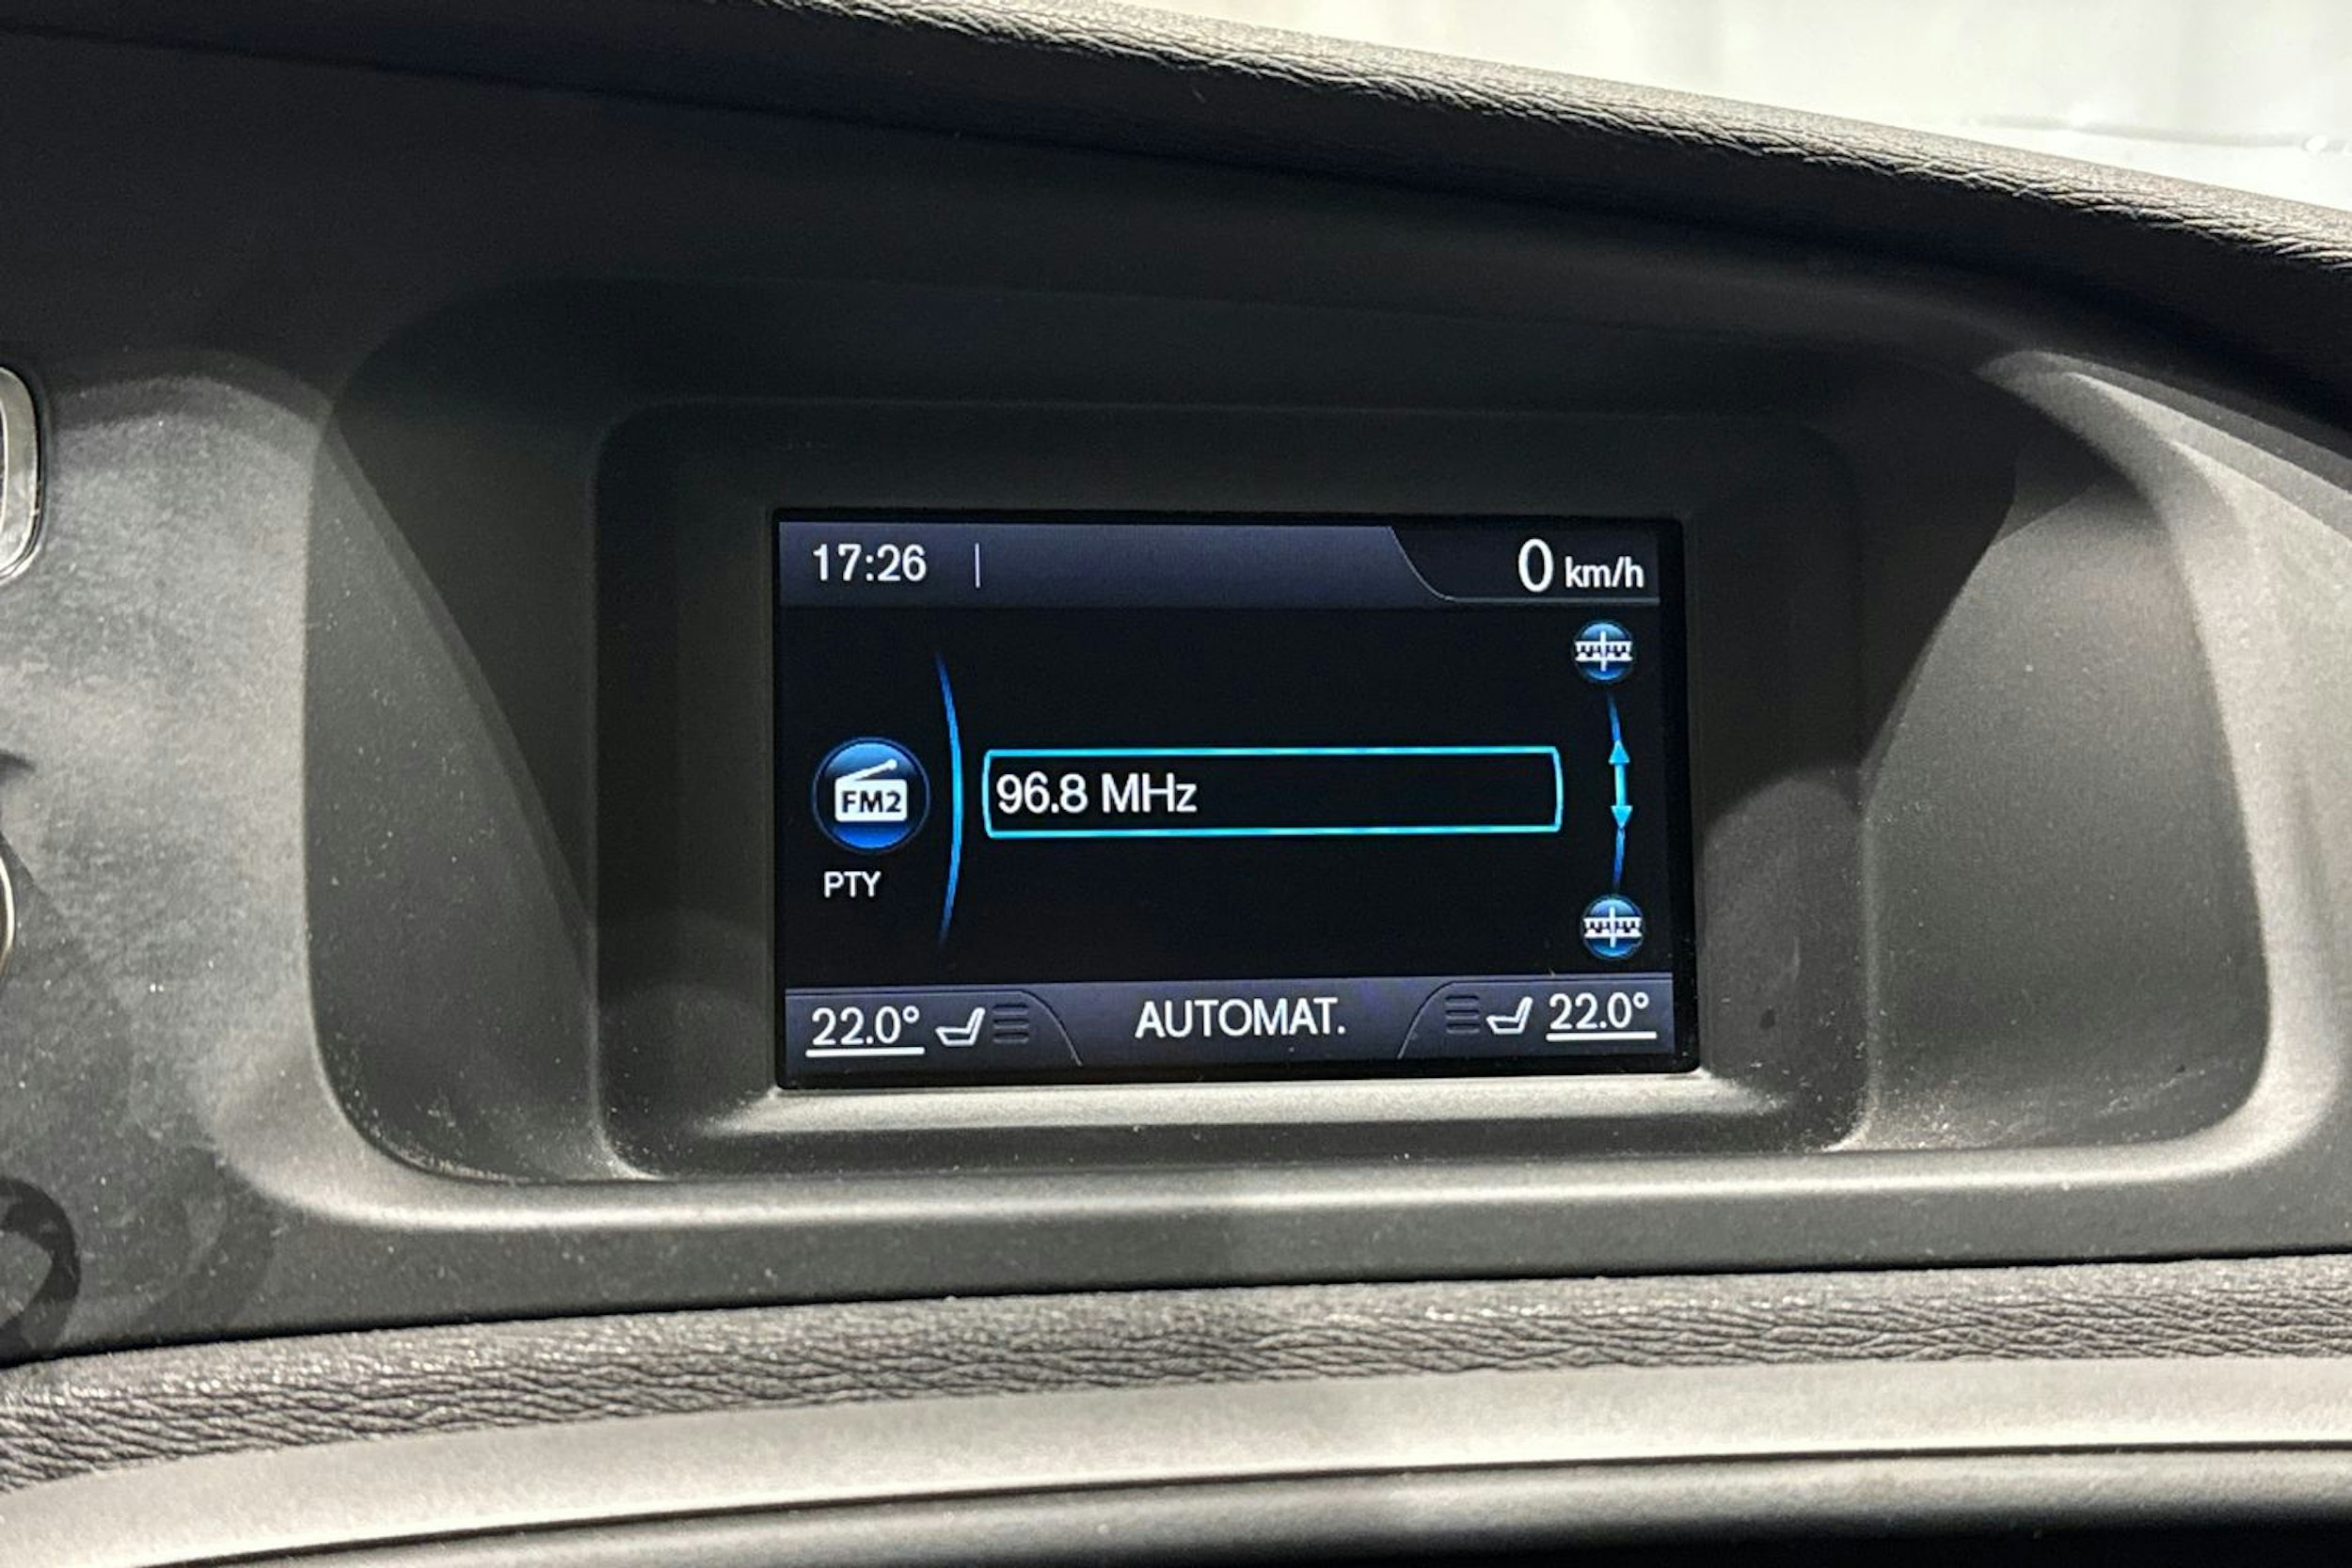 17:26 | 0 km/h
FM2
96.8 MHz
PTY
22.0° AUTOMAT. 22.0°